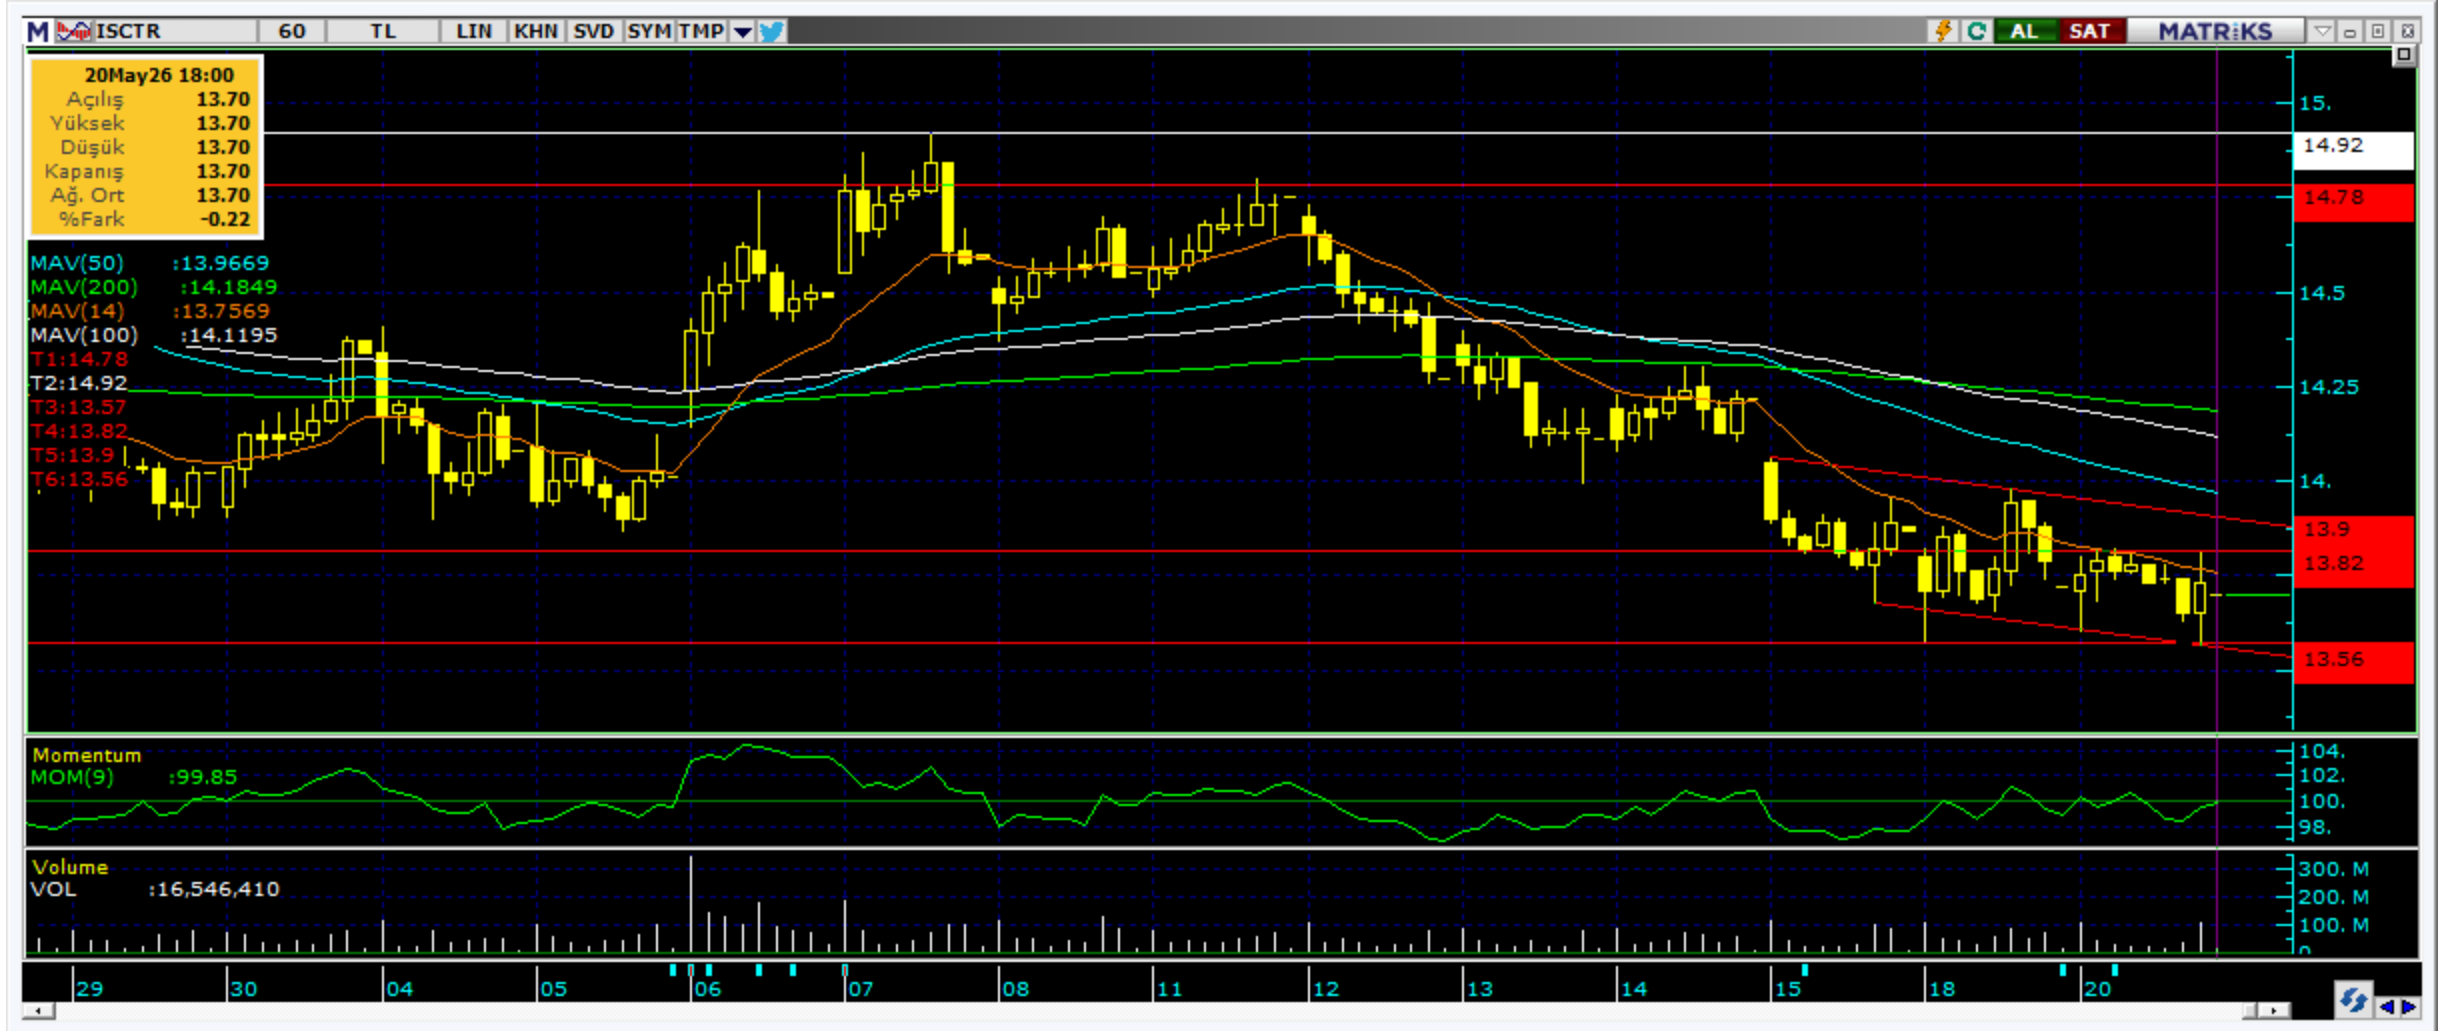 M ISCTR 60 TL LIN KHN SVD SYM TMP AL SAT MATRiKS
20May26 18:00
Açılış 13.70
Yüksek 13.70
Düşük 13.70
Kapanış 13.70
Ağ. Ort 13.70
%Fark -0.22
MAV(50) :13.9669
MAV(200) :14.1849
MAV(14) :13.7569
MAV(100) :14.1195
T1:14.78
T2:14.92
T3:13.57
T4:13.82
T5:13.9
T6:13.56
15.
14.92
14.78
14.5
14.25
14.
13.9
13.82
13.56
Momentum
MOM(9) :99.85
104.
102.
100.
98.
Volume
VOL :16,546,410
300. M
200. M
100. M
0
29 30 04 05 06 07 08 11 12 13 14 15 18 20